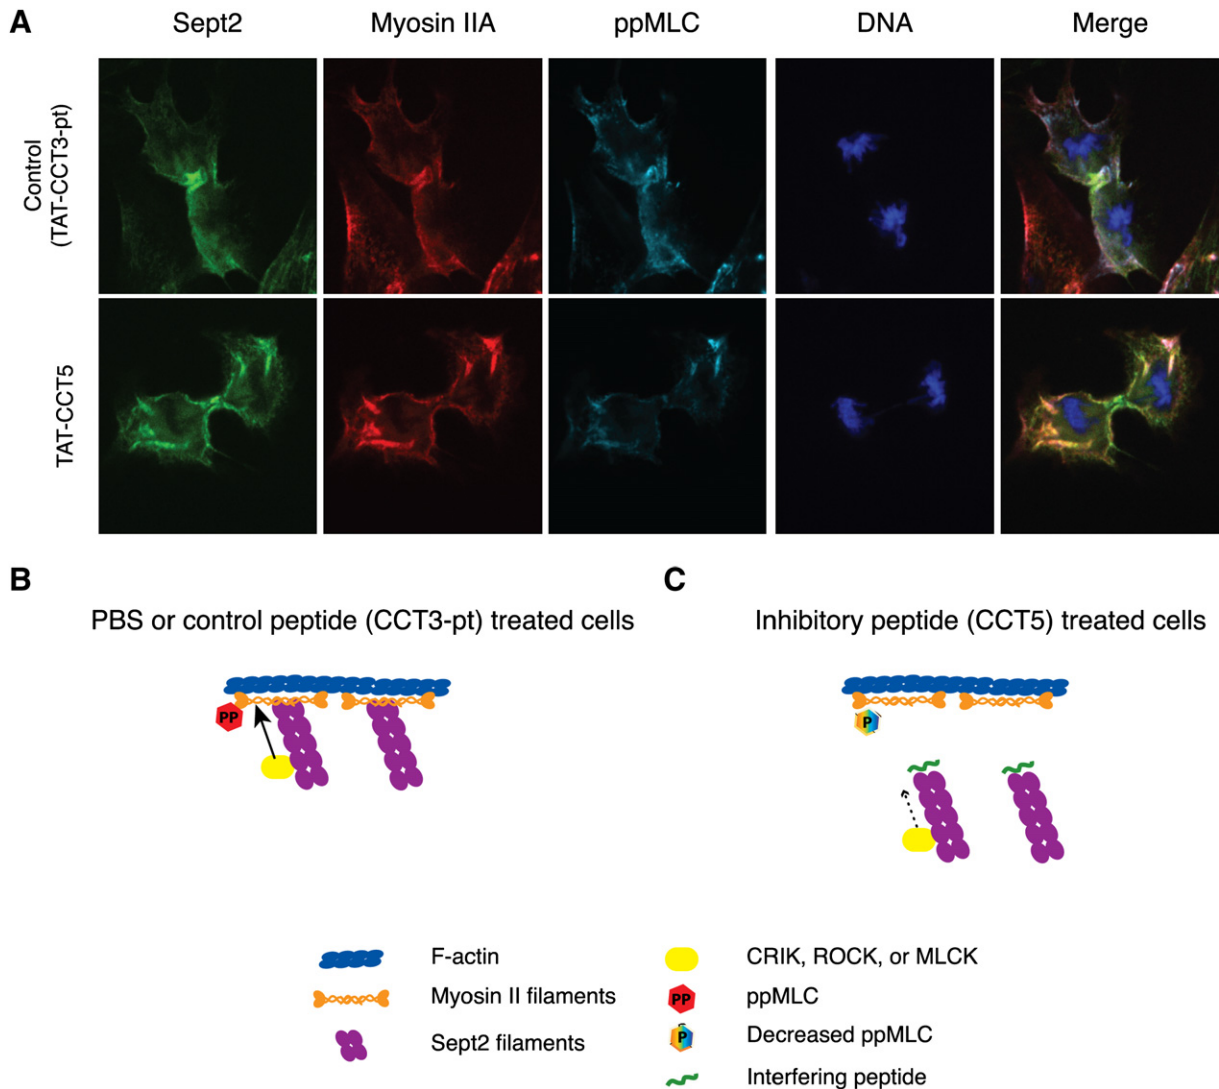 A
Sept2 Myosin IIA ppMLC DNA Merge
Control
(TAT-CCT3-pt)
TAT-CCT5
B
PBS or control peptide (CCT3-pt) treated cells
PP
C
Inhibitory peptide (CCT5) treated cells
P
F-actin
Myosin II filaments
Sept2 filaments
CRIK, ROCK, or MLCK
PP ppMLC
P Decreased ppMLC
Interfering peptide